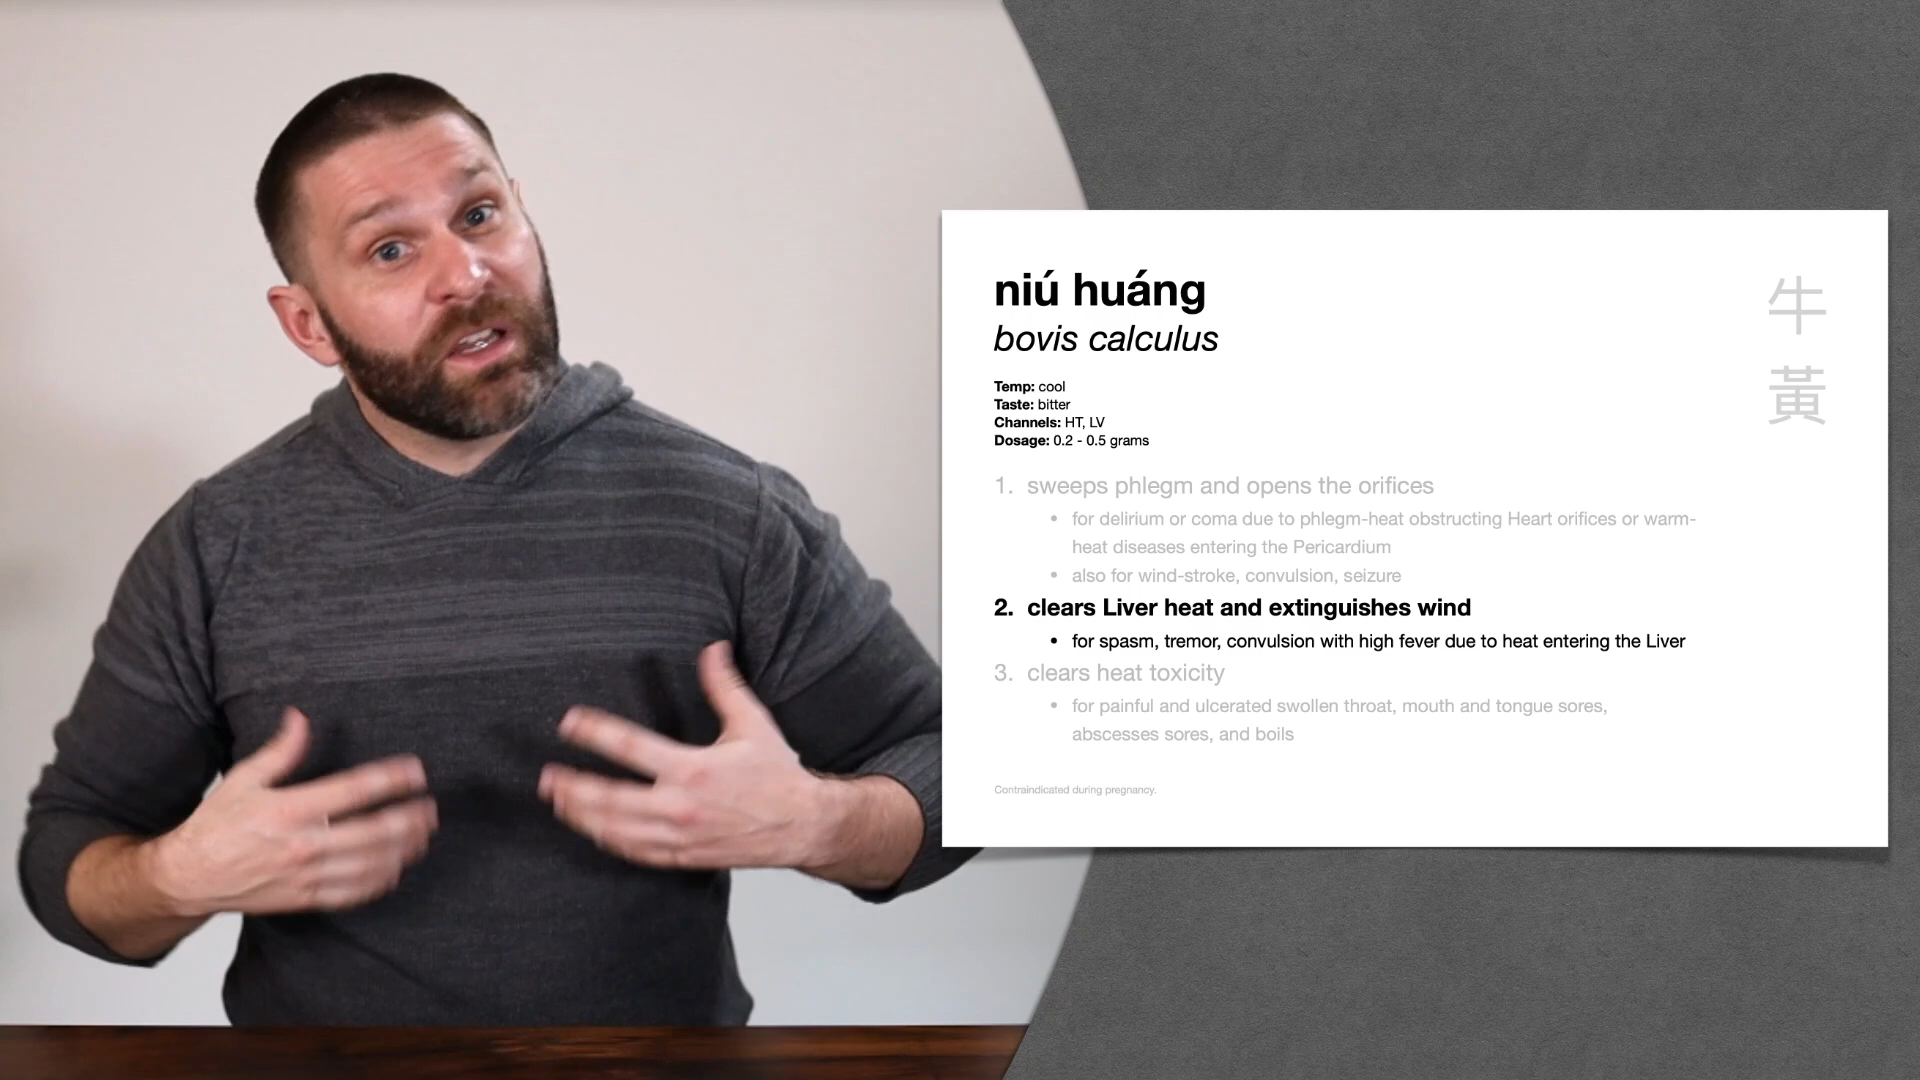 niú huáng
bovis calculus
牛
黃
Temp: cool
Taste: bitter
Channels: HT, LV
Dosage: 0.2 - 0.5 grams
1. sweeps phlegm and opens the orifices
• for delirium or coma due to phlegm-heat obstructing Heart orifices or warm-
heat diseases entering the Pericardium
• also for wind-stroke, convulsion, seizure
2. clears Liver heat and extinguishes wind
• for spasm, tremor, convulsion with high fever due to heat entering the Liver
3. clears heat toxicity
• for painful and ulcerated swollen throat, mouth and tongue sores,
abscesses sores, and boils
Contraindicated during pregnancy.